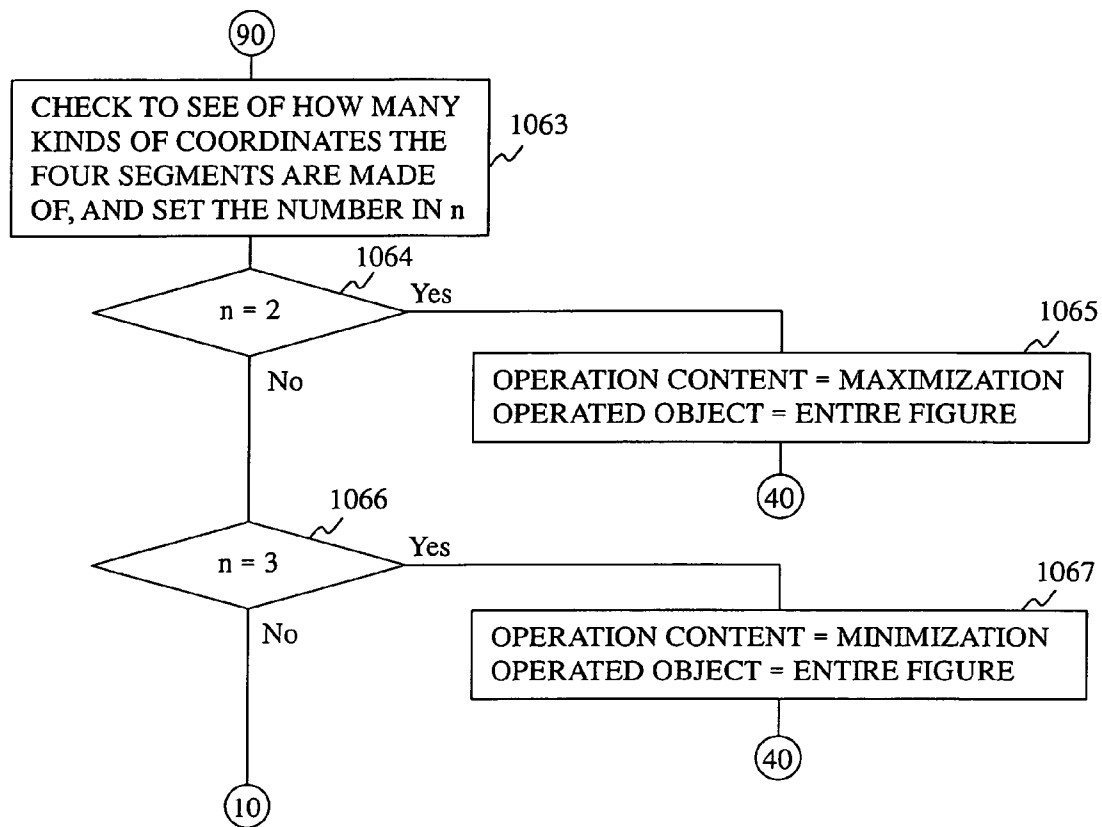 90
CHECK TO SEE OF HOW MANY
KINDS OF COORDINATES THE
FOUR SEGMENTS ARE MADE
OF, AND SET THE NUMBER IN n
1063
1064
n = 2
Yes
No
1065
OPERATION CONTENT = MAXIMIZATION
OPERATED OBJECT = ENTIRE FIGURE
40
1066
n = 3
Yes
No
1067
OPERATION CONTENT = MINIMIZATION
OPERATED OBJECT = ENTIRE FIGURE
40
10